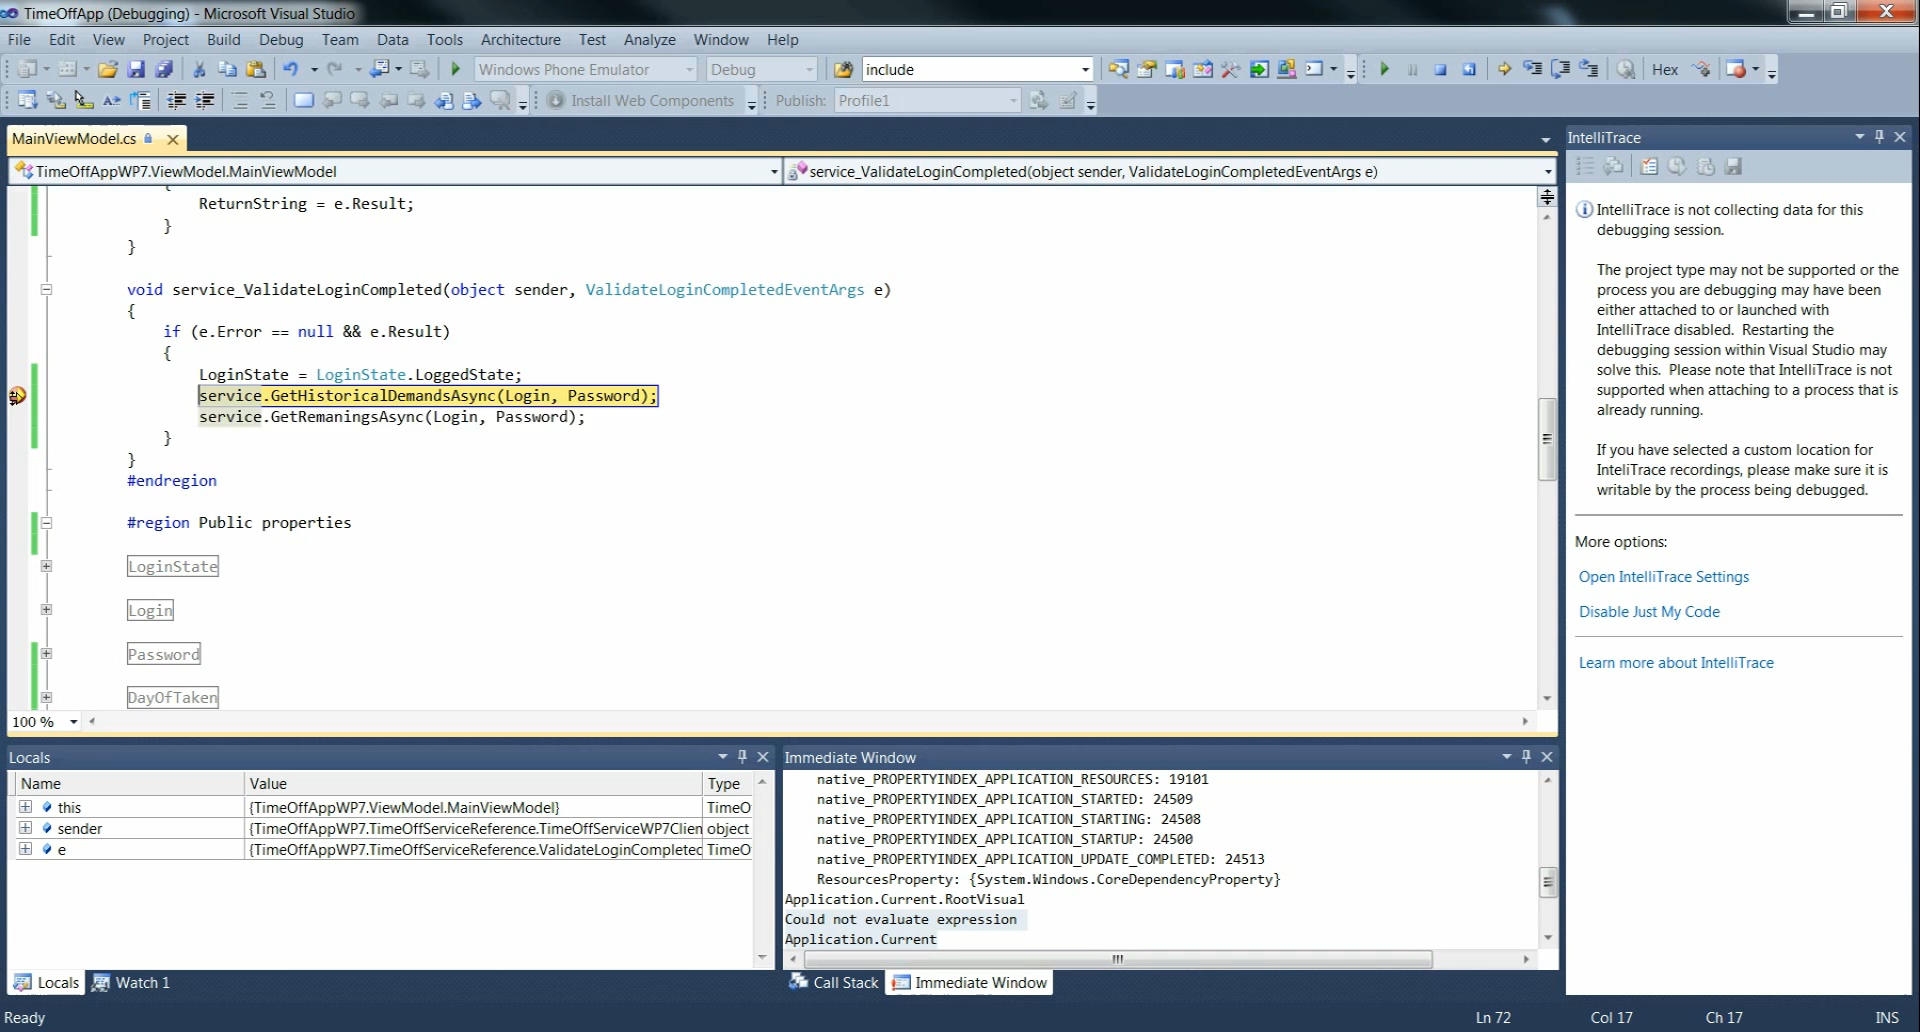 TimeOffApp (Debugging) - Microsoft Visual Studio
File Edit View Project Build Debug Team Data Tools Architecture Test Analyze Window Help
Windows Phone Emulator Debug include Hex
Install Web Components Publish: Profile1
MainViewModel.cs
TimeOffAppWP7.ViewModel.MainViewModel
service_ValidateLoginCompleted(object sender, ValidateLoginCompletedEventArgs e)
{
ReturnString = e.Result;
}
}
void service_ValidateLoginCompleted(object sender, ValidateLoginCompletedEventArgs e)
{
if (e.Error == null && e.Result)
{
LoginState = LoginState.LoggedState;
service.GetHistoricalDemandsAsync(Login, Password);
service.GetRemaningsAsync(Login, Password);
}
}
#endregion
#region Public properties
LoginState
Login
Password
DayOfTaken
100 %
IntelliTrace
IntelliTrace is not collecting data for this
debugging session.
The project type may not be supported or the
process you are debugging may have been
either attached to or launched with
IntelliTrace disabled. Restarting the
debugging session within Visual Studio may
solve this. Please note that IntelliTrace is not
supported when attaching to a process that is
already running.
If you have selected a custom location for
InteliTrace recordings, please make sure it is
writable by the process being debugged.
More options:
Open IntelliTrace Settings
Disable Just My Code
Learn more about IntelliTrace
Locals
Name Value Type
this {TimeOffAppWP7.ViewModel.MainViewModel} TimeO
sender {TimeOffAppWP7.TimeOffServiceReference.TimeOffServiceWP7Clien object
e {TimeOffAppWP7.TimeOffServiceReference.ValidateLoginCompletec TimeO
Locals Watch 1
Immediate Window
native_PROPERTYINDEX_APPLICATION_RESOURCES: 19101
native_PROPERTYINDEX_APPLICATION_STARTED: 24509
native_PROPERTYINDEX_APPLICATION_STARTING: 24508
native_PROPERTYINDEX_APPLICATION_STARTUP: 24500
native_PROPERTYINDEX_APPLICATION_UPDATE_COMPLETED: 24513
ResourcesProperty: {System.Windows.CoreDependencyProperty}
Application.Current.RootVisual
Could not evaluate expression
Application.Current
Call Stack Immediate Window
Ready Ln 72 Col 17 Ch 17 INS